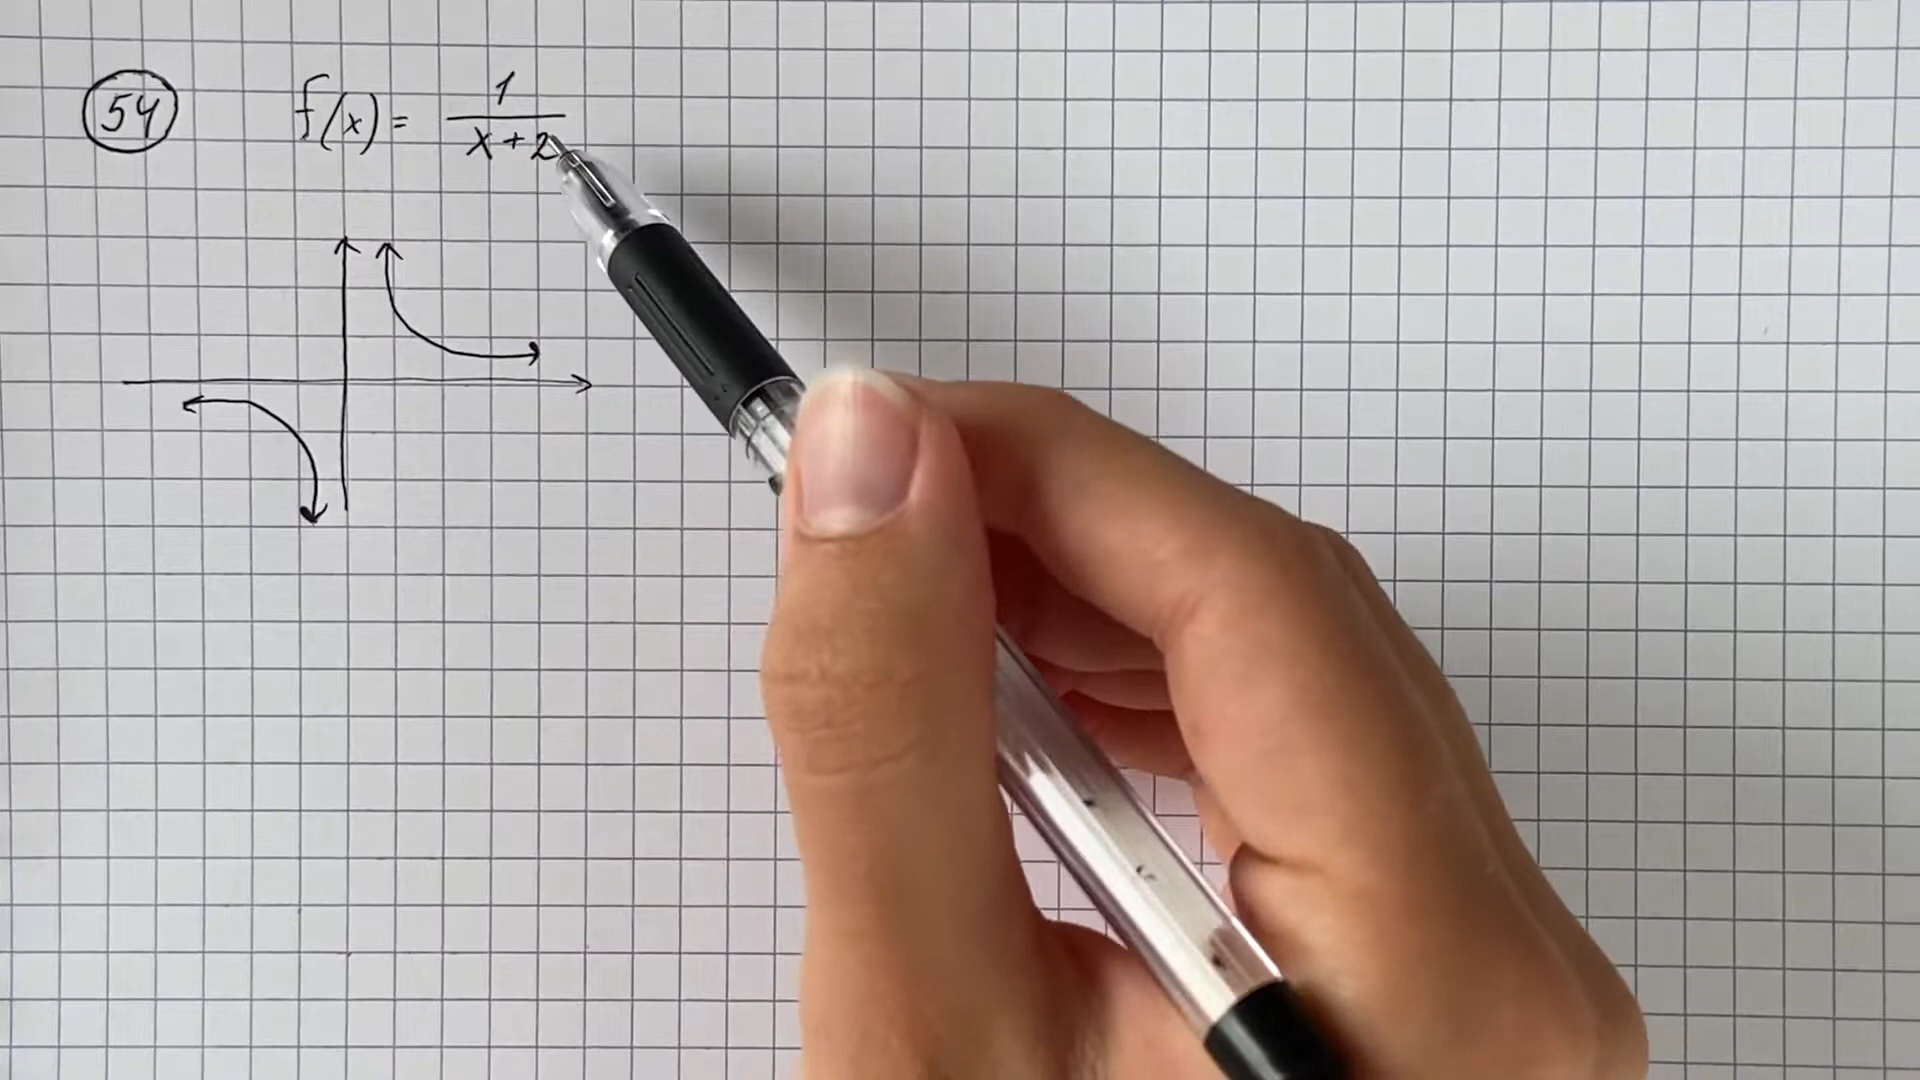 54 f(x) = 1/(x+2)